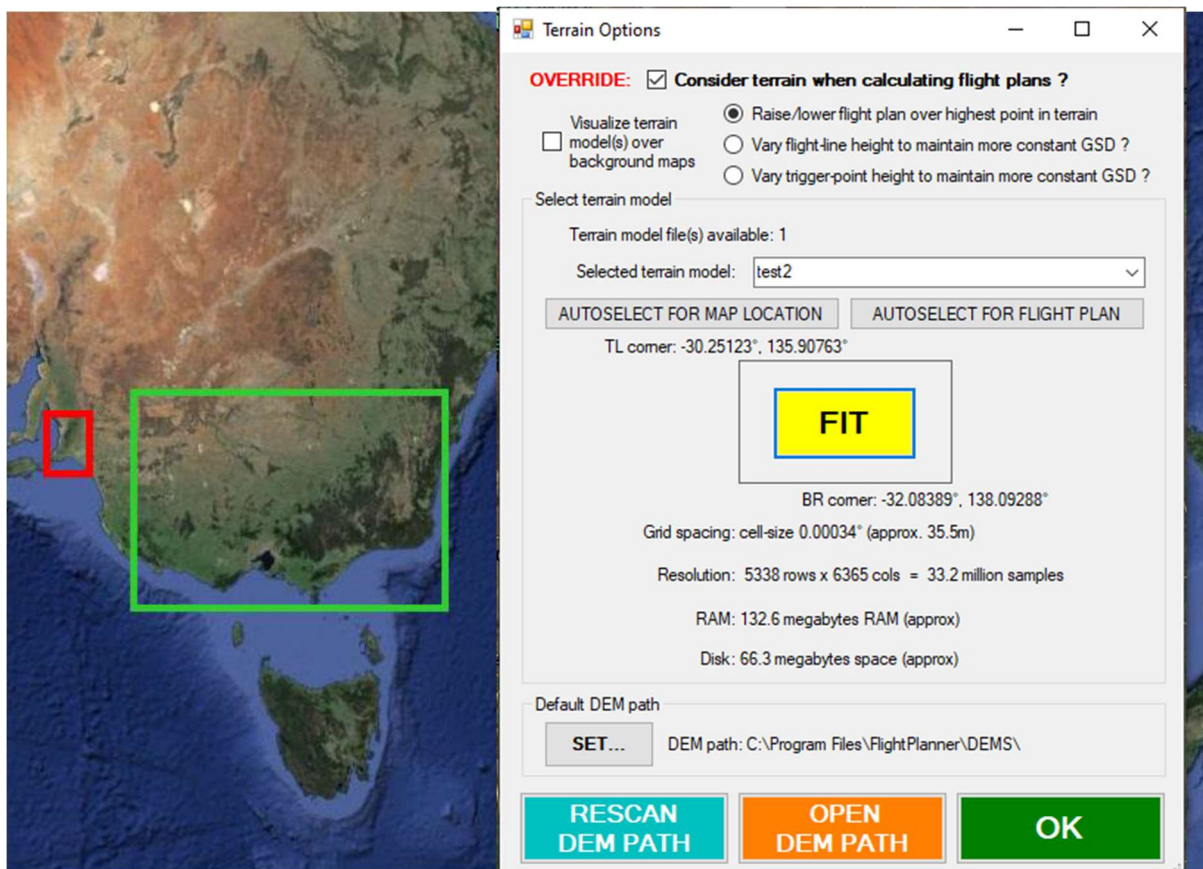 Terrain Options
OVERRIDE: Consider terrain when calculating flight plans ?
Visualize terrain
model(s) over
background maps
Raise/lower flight plan over highest point in terrain
Vary flight-line height to maintain more constant GSD ?
Vary trigger-point height to maintain more constant GSD ?
Select terrain model
Terrain model file(s) available: 1
Selected terrain model: test2
AUTOSELECT FOR MAP LOCATION AUTOSELECT FOR FLIGHT PLAN
TL corner: -30.25123°, 135.90763°
FIT
BR corner: -32.08389°, 138.09288°
Grid spacing: cell-size 0.00034° (approx. 35.5m)
Resolution: 5338 rows x 6365 cols = 33.2 million samples
RAM: 132.6 megabytes RAM (approx)
Disk: 66.3 megabytes space (approx)
Default DEM path
SET... DEM path: C:\Program Files\FlightPlanner\DEMS\
RESCAN
DEM PATH
OPEN
DEM PATH
OK